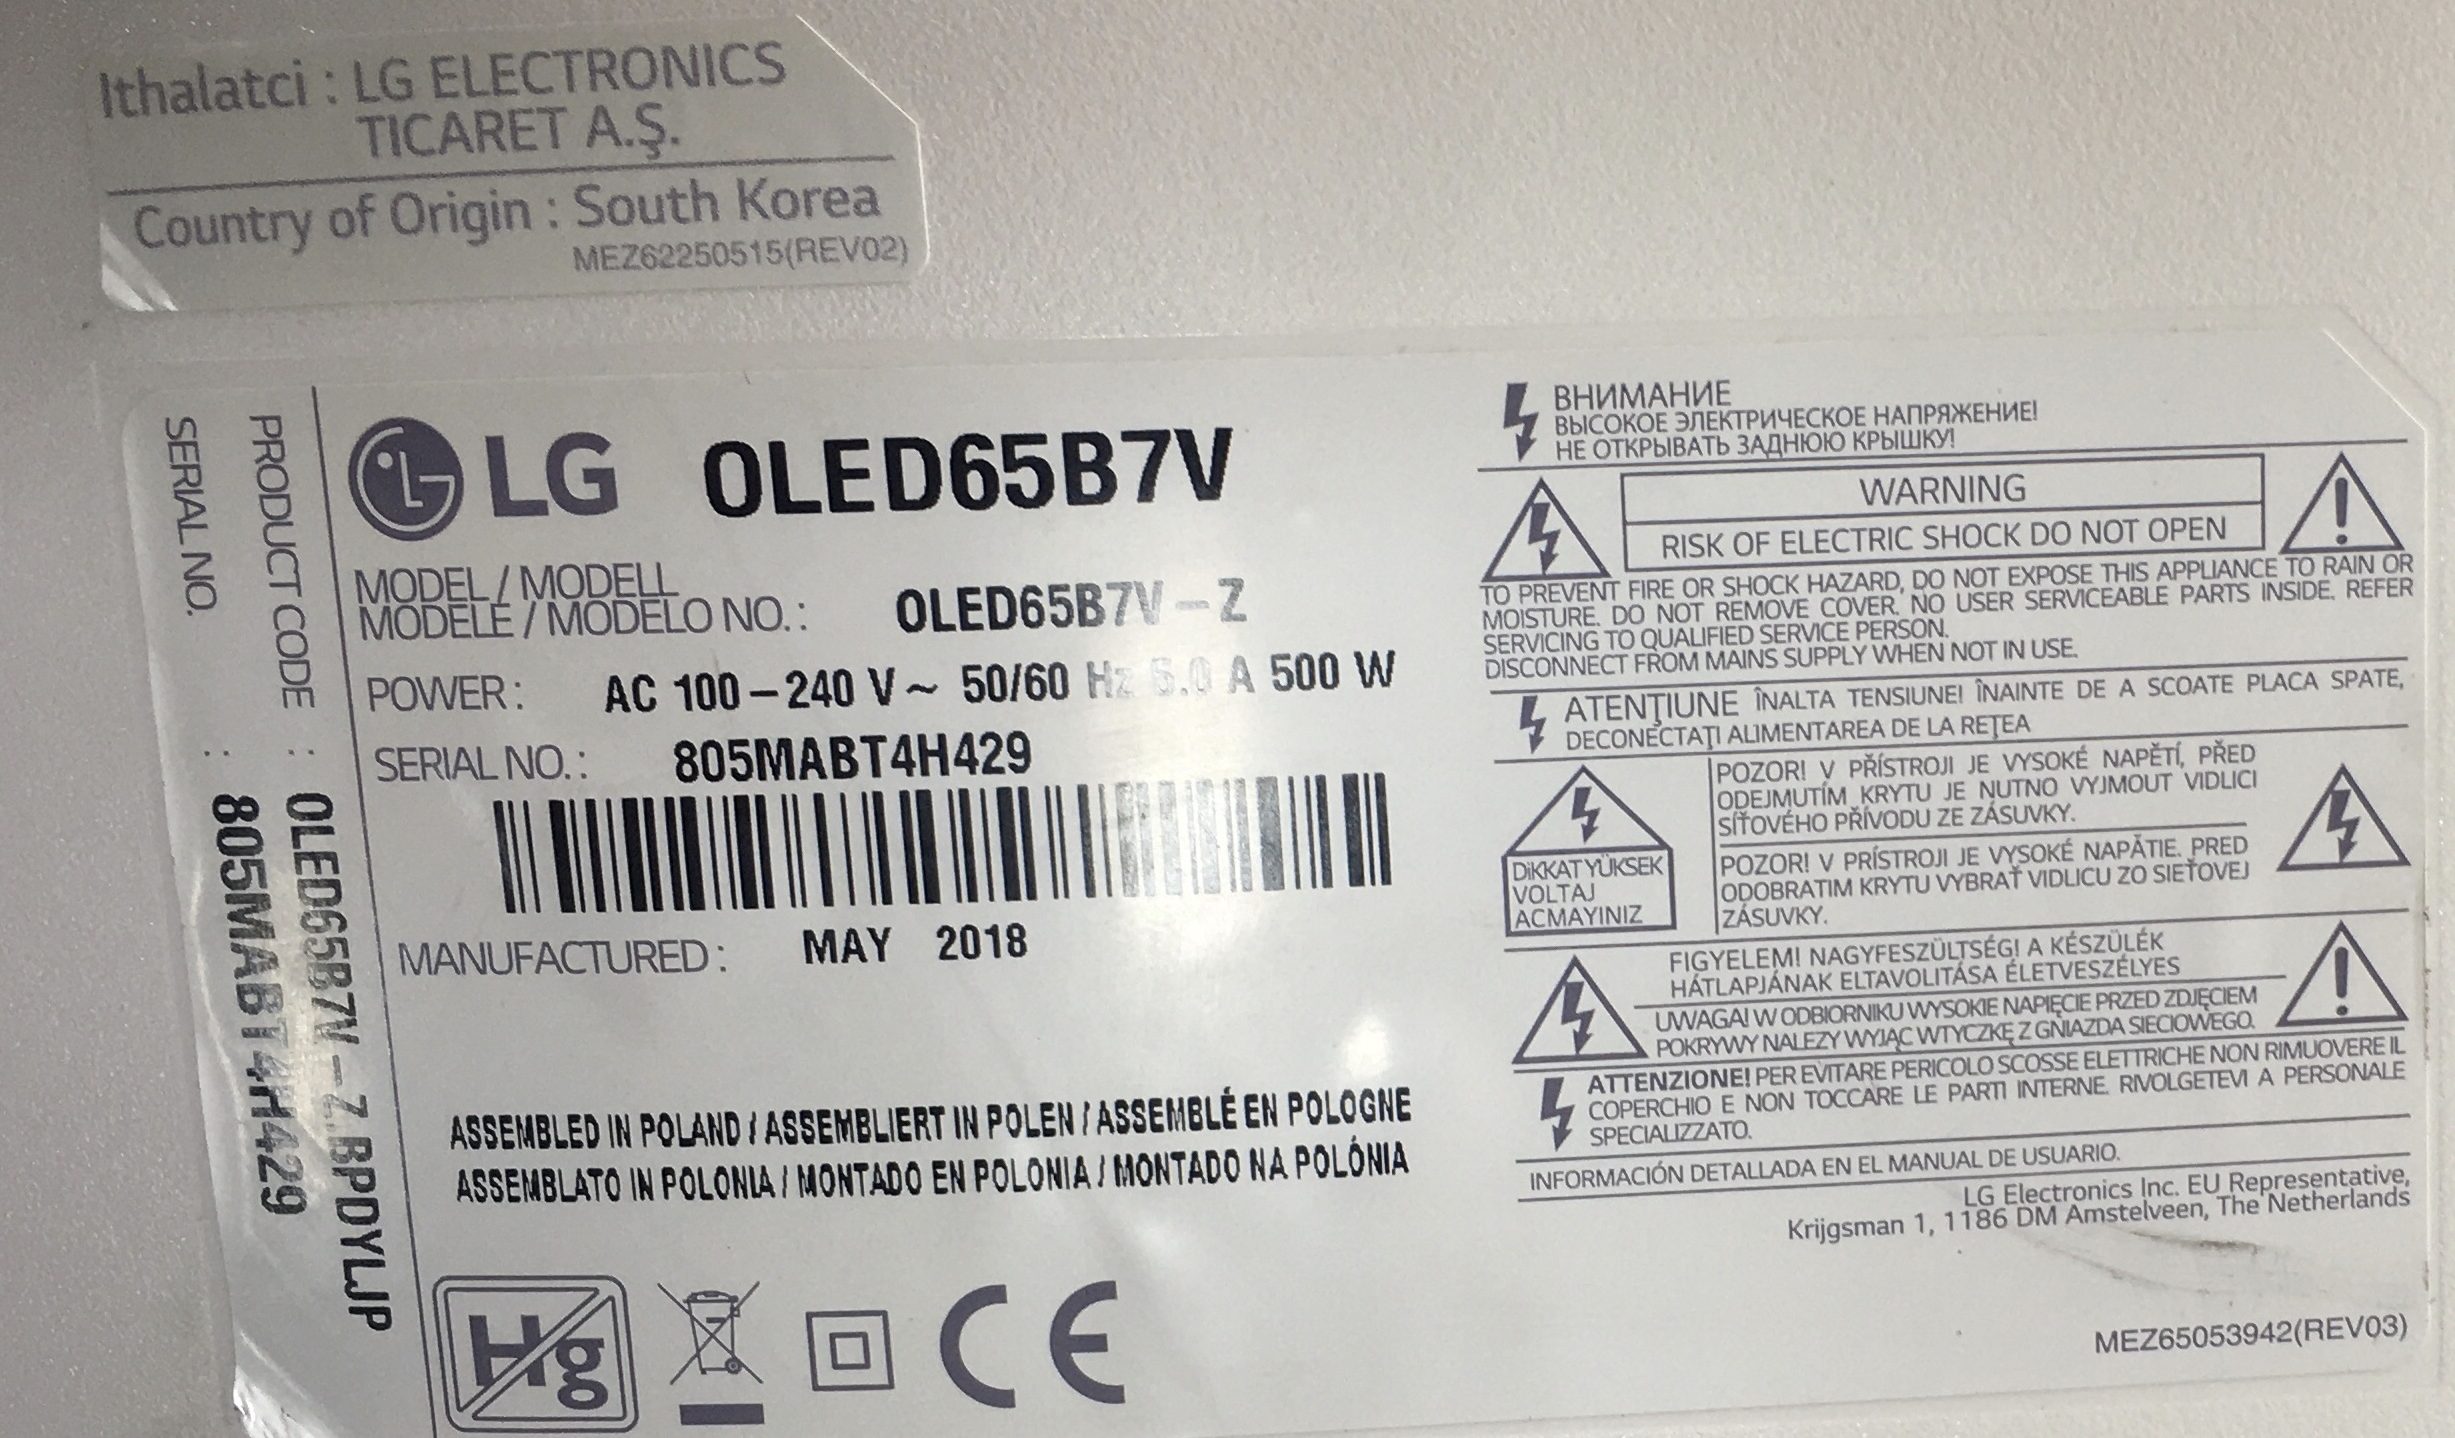 Ithalatci : LG ELECTRONICS
TICARET A.Ş.
Country of Origin : South Korea
MEZ62250515(REV02)
SERIAL NO. : 805MABT4H429
PRODUCT CODE : OLED65B7V-Z.BPDYLJP
LG OLED65B7V
MODEL / MODELL
MODÈLE / MODELO NO. : OLED65B7V-Z
POWER : AC 100-240 V~ 50/60 Hz 5.0 A 500 W
SERIAL NO. : 805MABT4H429
MANUFACTURED : MAY 2018
ASSEMBLED IN POLAND / ASSEMBLIERT IN POLEN / ASSEMBLÉ EN POLOGNE
ASSEMBLATO IN POLONIA / MONTADO EN POLONIA / MONTADO NA POLÓNIA
Hg
CE
ВНИМАНИЕ
ВЫСОКОЕ ЭЛЕКТРИЧЕСКОЕ НАПРЯЖЕНИЕ!
НЕ ОТКРЫВАТЬ ЗАДНЮЮ КРЫШКУ!
WARNING
RISK OF ELECTRIC SHOCK DO NOT OPEN
TO PREVENT FIRE OR SHOCK HAZARD, DO NOT EXPOSE THIS APPLIANCE TO RAIN OR
MOISTURE. DO NOT REMOVE COVER. NO USER SERVICEABLE PARTS INSIDE. REFER
SERVICING TO QUALIFIED SERVICE PERSON.
DISCONNECT FROM MAINS SUPPLY WHEN NOT IN USE.
ATENŢIUNE ÎNALTA TENSIUNE! ÎNAINTE DE A SCOATE PLACA SPATE,
DECONECTAŢI ALIMENTAREA DE LA REŢEA
DiKKAT YÜKSEK
VOLTAJ
ACMAYINIZ
POZOR! V PŘÍSTROJI JE VYSOKÉ NAPĚTÍ, PŘED
ODEJMUTÍM KRYTU JE NUTNO VYJMOUT VIDLICI
SÍŤOVÉHO PŘÍVODU ZE ZÁSUVKY.
POZOR! V PRÍSTROJI JE VYSOKÉ NAPÄTIE. PRED
ODOBRATIM KRYTU VYBRAŤ VIDLICU ZO SIEŤOVEJ
ZÁSUVKY.
FIGYELEM! NAGYFESZÜLTSÉG! A KÉSZÜLÉK
HÁTLAPJÁNAK ELTAVOLITÁSA ÉLETVESZÉLYES
UWAGA! W ODBIORNIKU WYSOKIE NAPIĘCIE PRZED ZDJĘCIEM
POKRYWY NALEZY WYJĄC WTYCZKĘ Z GNIAZDA SIECIOWEGO.
ATTENZIONE! PER EVITARE PERICOLO SCOSSE ELETTRICHE NON RIMUOVERE IL
COPERCHIO E NON TOCCARE LE PARTI INTERNE. RIVOLGETEVI A PERSONALE
SPECIALIZZATO.
INFORMACIÓN DETALLADA EN EL MANUAL DE USUARIO.
LG Electronics Inc. EU Representative,
Krijgsman 1, 1186 DM Amstelveen, The Netherlands
MEZ65053942(REV03)